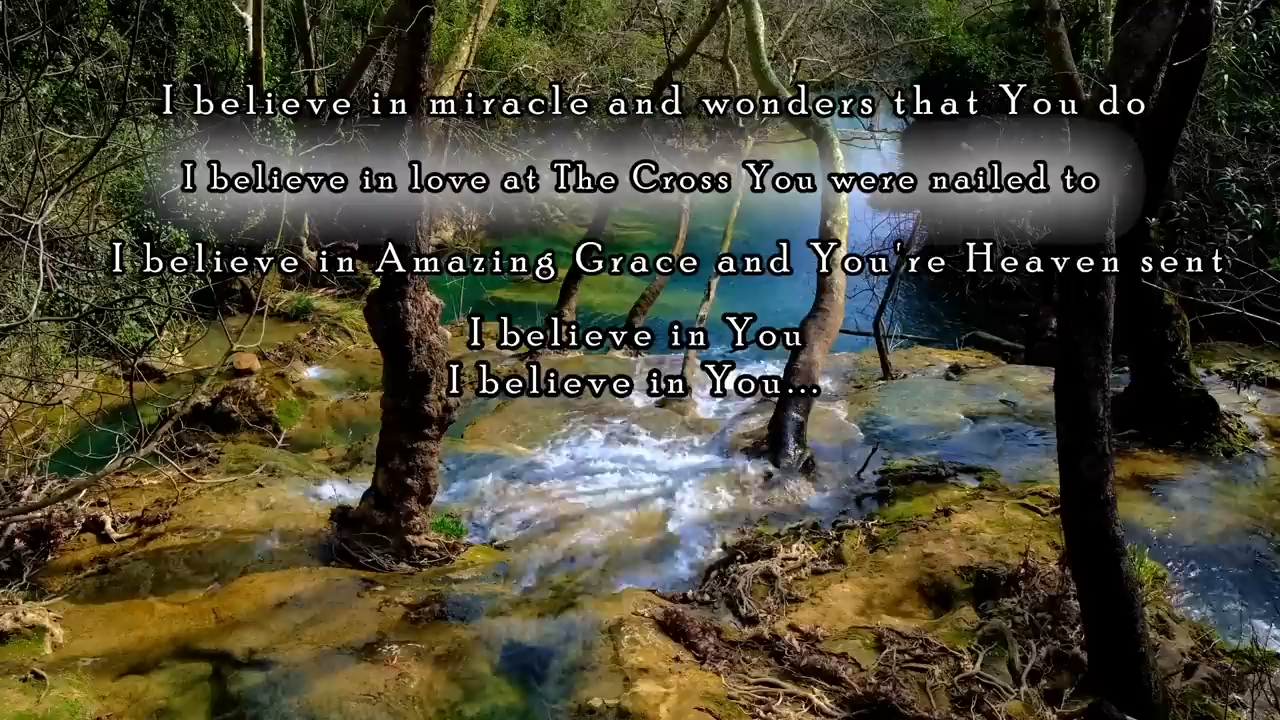 I believe in miracle and wonders that You do
I believe in love at The Cross You were nailed to
I believe in Amazing Grace and You're Heaven sent
I believe in You
I believe in You...